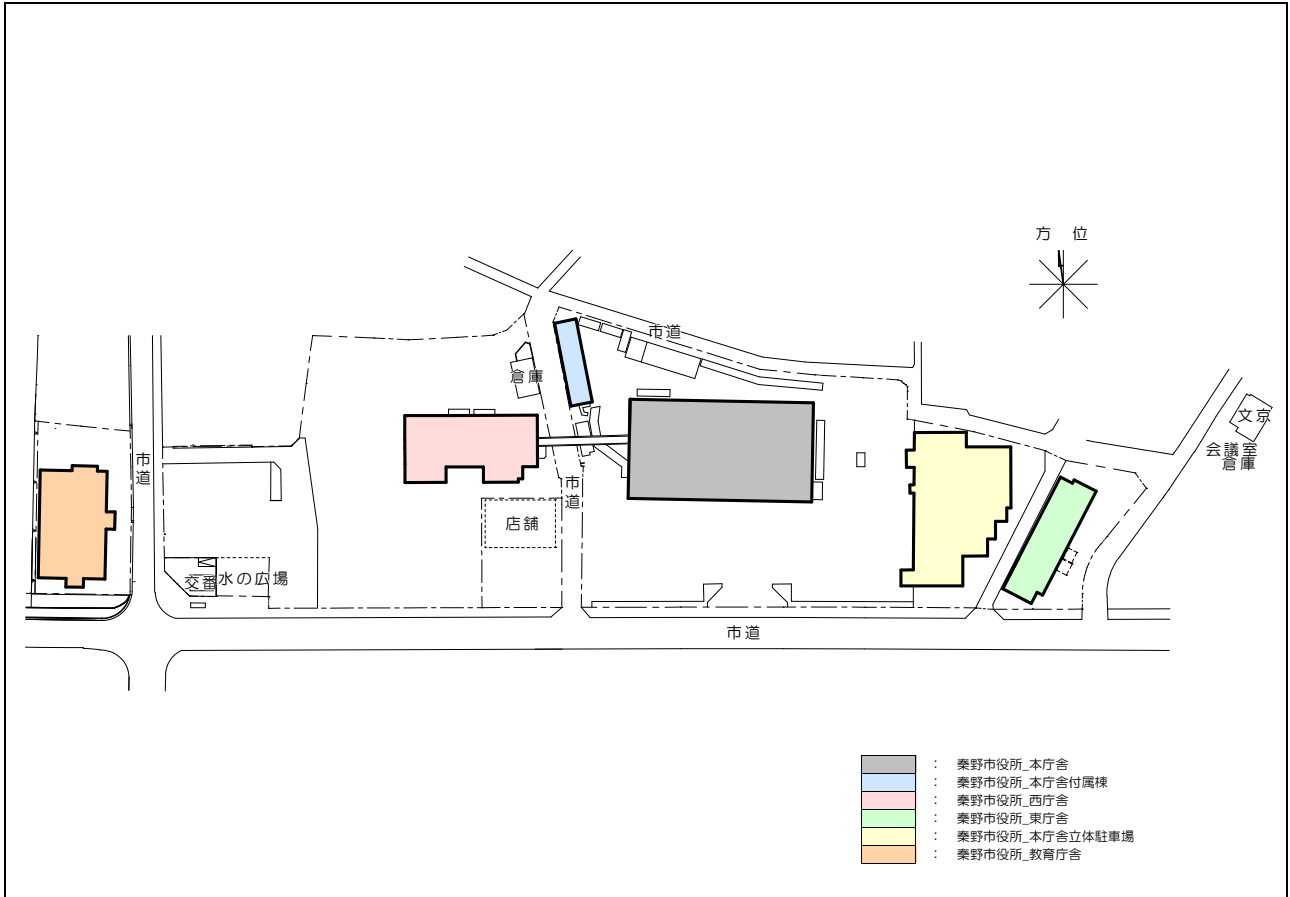 方 位
市道
倉庫
文京
会議室
倉庫
市道
市道
店舗
交番
水の広場
市道
： 秦野市役所_本庁舎
： 秦野市役所_本庁舎付属棟
： 秦野市役所_西庁舎
： 秦野市役所_東庁舎
： 秦野市役所_本庁舎立体駐車場
： 秦野市役所_教育庁舎